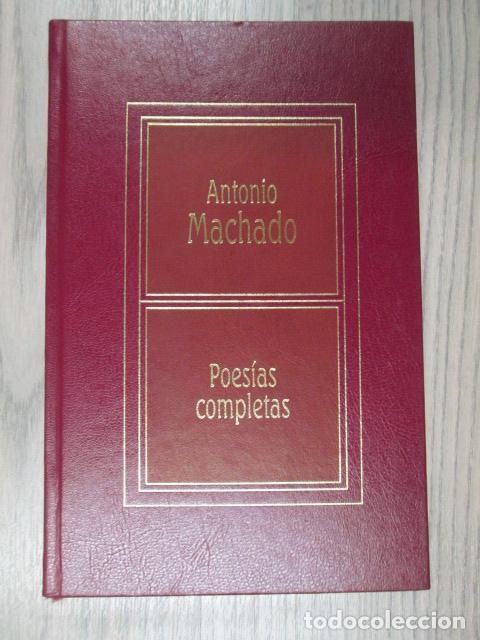 Antonio
Machado
Poesías
completas
todocoleccion